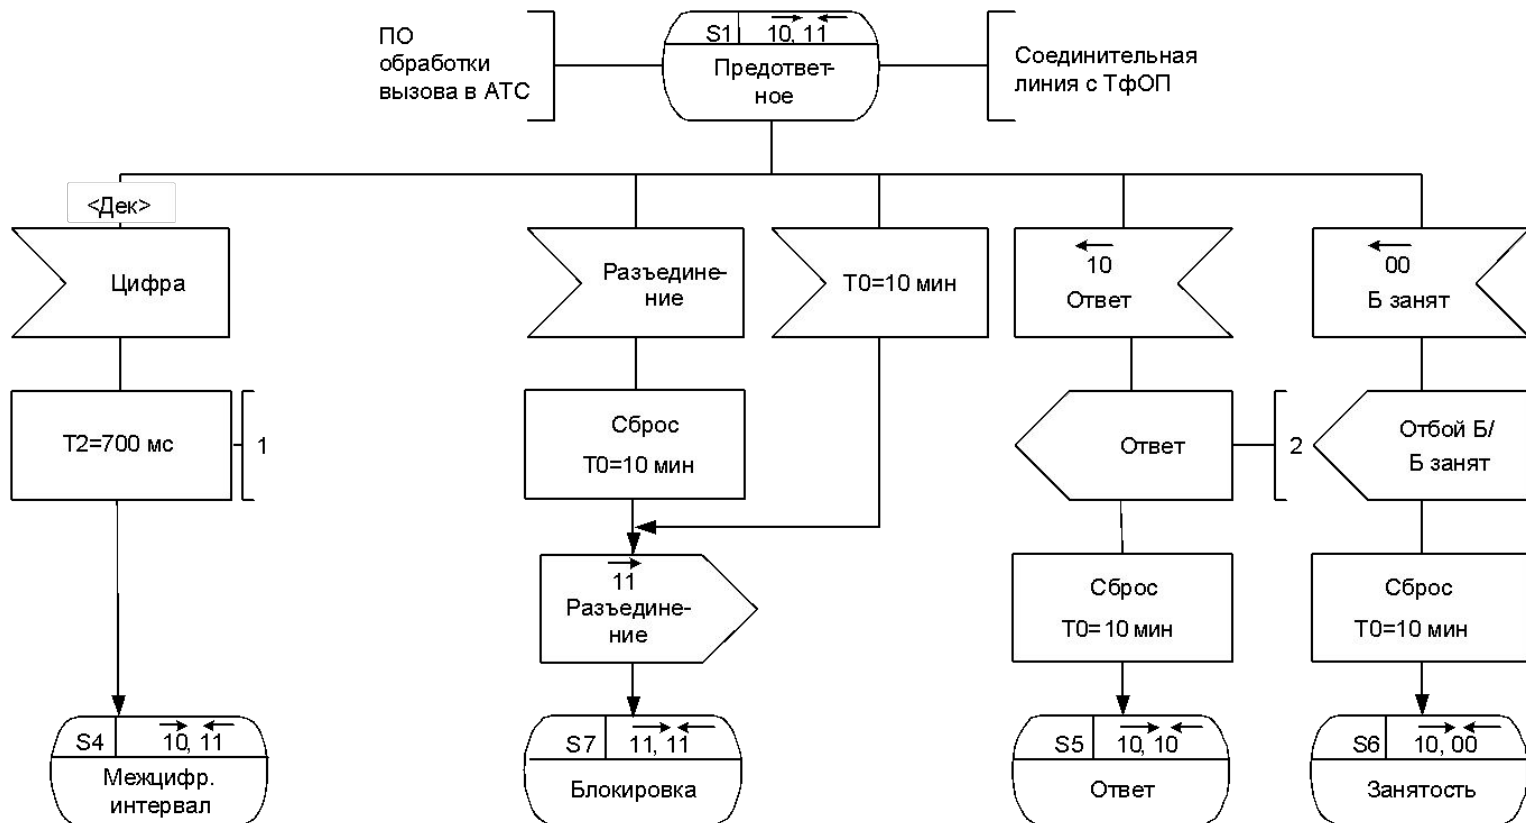 ПО
обработки
вызова в АТС
S1 10, 11
Предответ-
ное
Соединительная
линия с ТфОП
<Дек>
Цифра
Разъедине-
ние
T0=10 мин
10
Ответ
00
Б занят
T2=700 мс
1
Сброс
T0=10 мин
Ответ
2
Отбой Б/
Б занят
11
Разъедине-
ние
Сброс
T0=10 мин
Сброс
T0=10 мин
S4 10, 11
Межцифр.
интервал
S7 11, 11
Блокировка
S5 10, 10
Ответ
S6 10, 00
Занятость